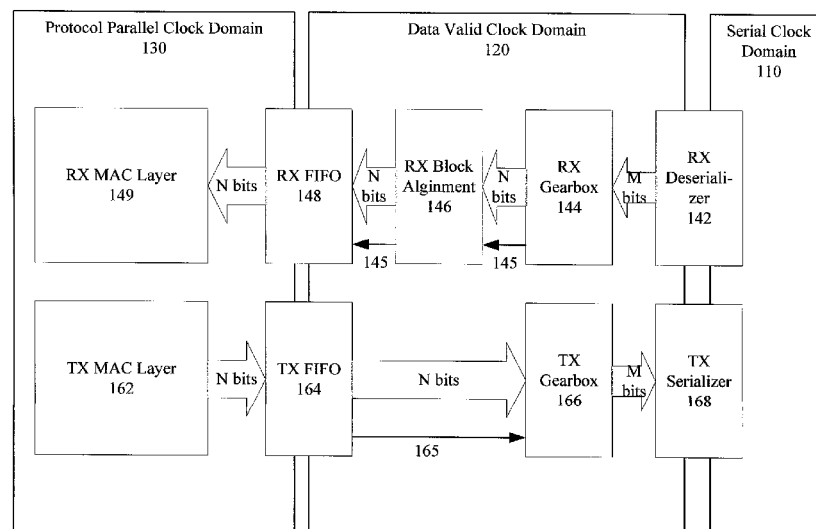 Protocol Parallel Clock Domain
130
Data Valid Clock Domain
120
Serial Clock
Domain
110
RX MAC Layer
149
N bits
RX FIFO
148
N
bits
RX Block
Alginment
146
N
bits
RX
Gearbox
144
M
bits
RX
Deseriali-
zer
142
145
145
TX MAC Layer
162
N bits
TX FIFO
164
N bits
TX
Gearbox
166
M
bits
TX
Serializer
168
165